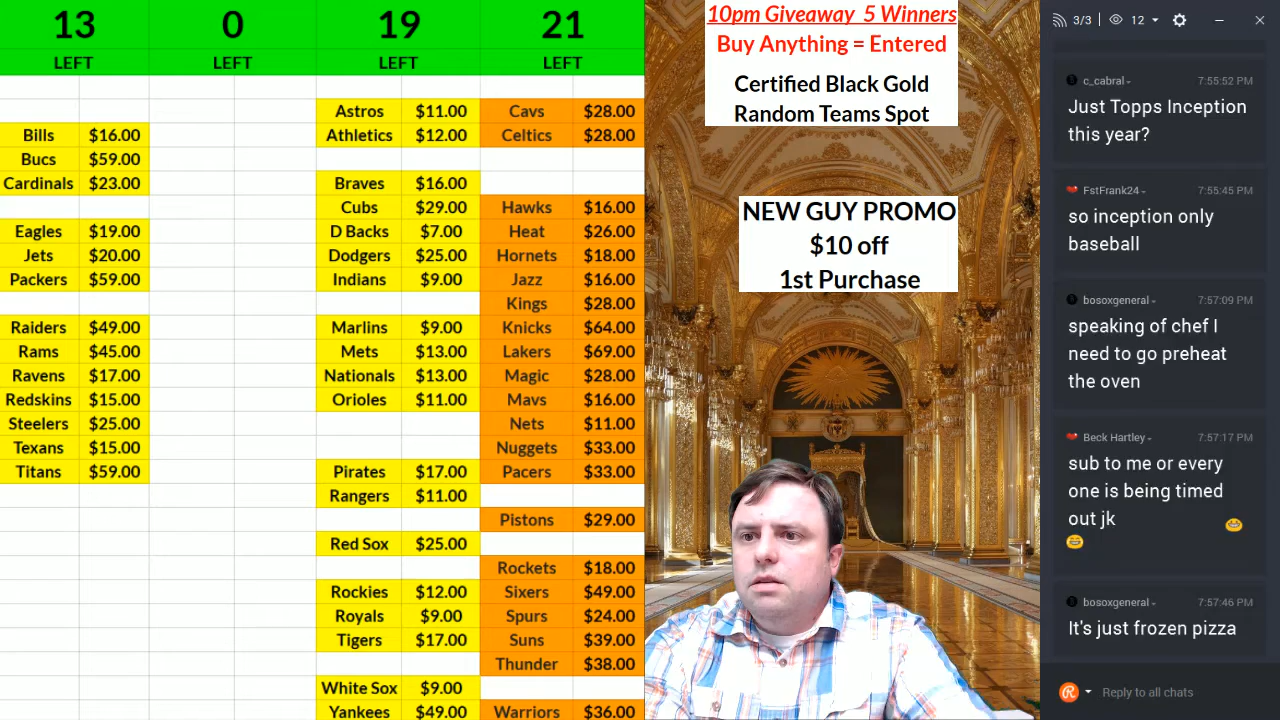 13
LEFT
0
LEFT
19
LEFT
21
LEFT
Bills $16.00
Bucs $59.00
Cardinals $23.00
Eagles $19.00
Jets $20.00
Packers $59.00
Raiders $49.00
Rams $45.00
Ravens $17.00
Redskins $15.00
Steelers $25.00
Texans $15.00
Titans $59.00
Astros $11.00
Athletics $12.00
Braves $16.00
Cubs $29.00
D Backs $7.00
Dodgers $25.00
Indians $9.00
Marlins $9.00
Mets $13.00
Nationals $13.00
Orioles $11.00
Pirates $17.00
Rangers $11.00
Red Sox $25.00
Rockies $12.00
Royals $9.00
Tigers $17.00
White Sox $9.00
Yankees $49.00
Cavs $28.00
Celtics $28.00
Hawks $16.00
Heat $26.00
Hornets $18.00
Jazz $16.00
Kings $28.00
Knicks $64.00
Lakers $69.00
Magic $28.00
Mavs $16.00
Nets $11.00
Nuggets $33.00
Pacers $33.00
Pistons $29.00
Rockets $18.00
Sixers $49.00
Spurs $24.00
Suns $39.00
Thunder $38.00
Warriors $36.00
10pm Giveaway 5 Winners
Buy Anything = Entered
Certified Black Gold
Random Teams Spot
NEW GUY PROMO
$10 off
1st Purchase
3/3 12
c_cabral 7:55:52 PM
Just Topps Inception
this year?
FstFrank24 7:55:45 PM
so inception only
baseball
bosoxgeneral 7:57:09 PM
speaking of chef I
need to go preheat
the oven
Beck Hartley 7:57:17 PM
sub to me or every
one is being timed
out jk
bosoxgeneral 7:57:46 PM
It's just frozen pizza
Reply to all chats